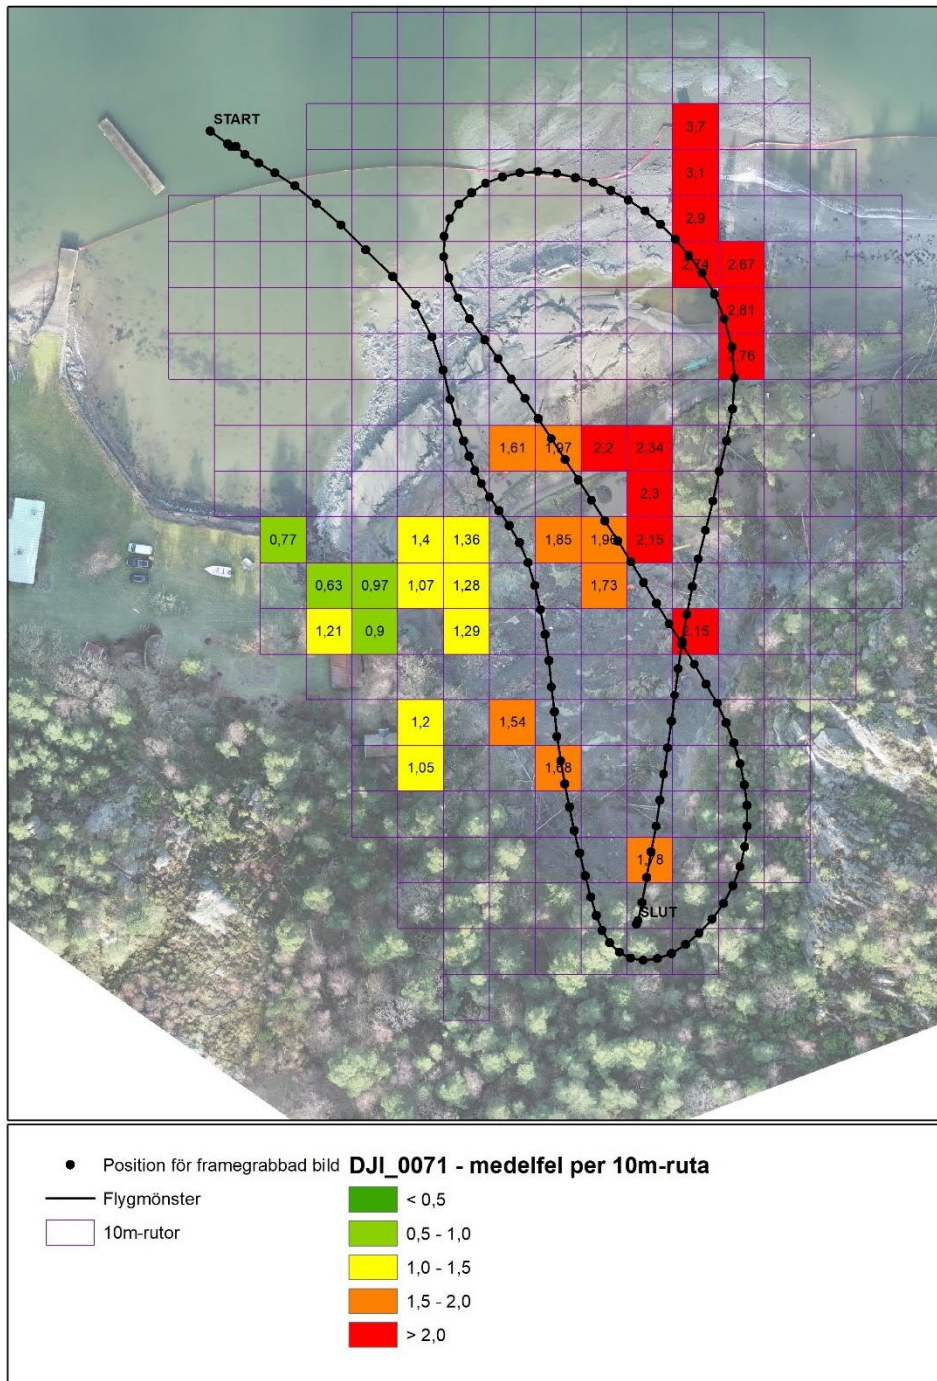 START
3,7
3,1
2,9
2,74 2,67
2,81
2,76
1,61 1,97 2,2 2,34
2,3
0,77 1,4 1,36 1,85 1,96 2,15
0,63 0,97 1,07 1,28 1,73
1,21 0,9 1,29 2,15
1,2 1,54
1,05 1,68
1,78
SLUT
Position för framegrabbad bild
Flygmönster
10m-rutor
DJI_0071 - medelfel per 10m-ruta
< 0,5
0,5 - 1,0
1,0 - 1,5
1,5 - 2,0
> 2,0